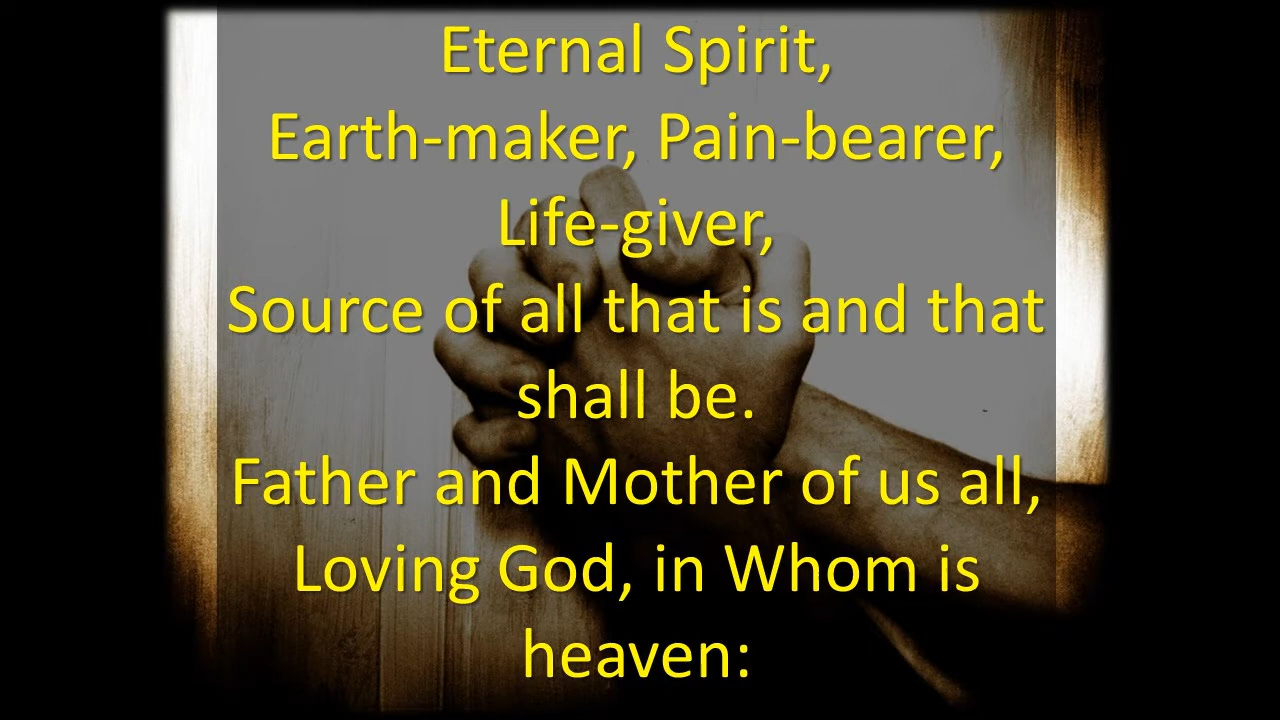 Eternal Spirit,
Earth-maker, Pain-bearer,
Life-giver,
Source of all that is and that
shall be.
Father and Mother of us all,
Loving God, in Whom is
heaven: